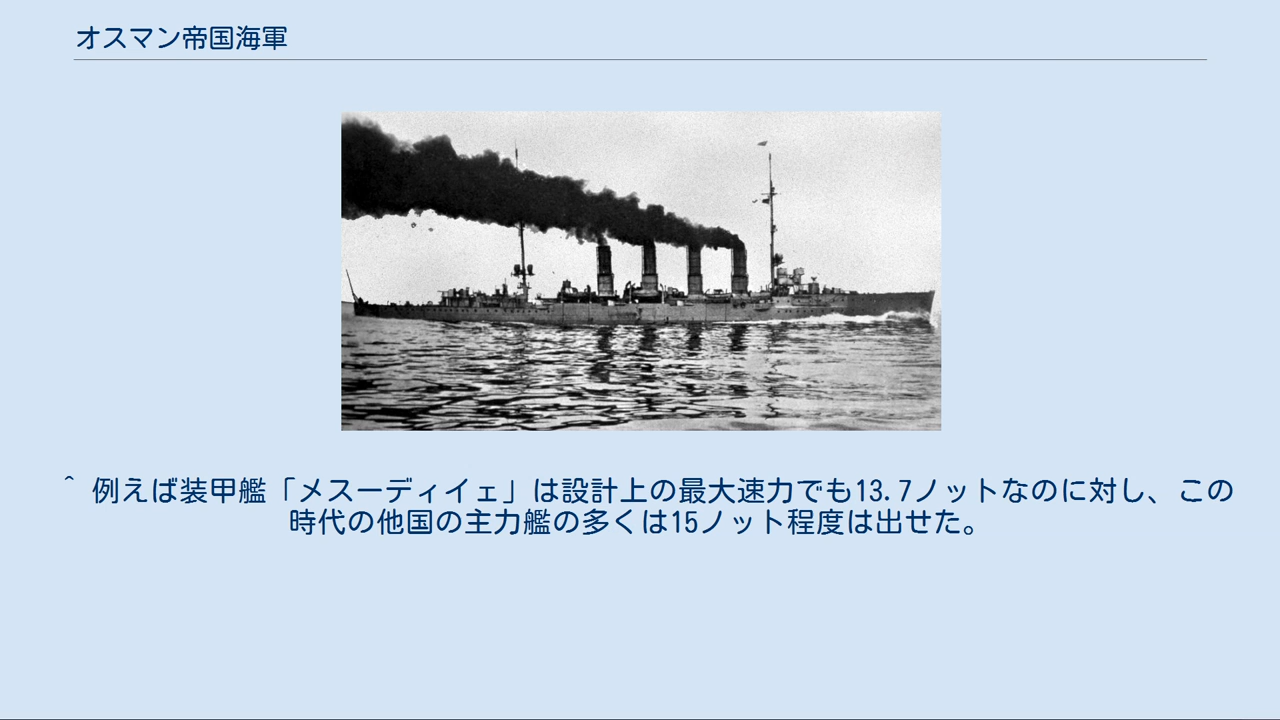 オスマン帝国海軍
^ 例えば装甲艦「メスーディイェ」は設計上の最大速力でも13.7ノットなのに対し、この
時代の他国の主力艦の多くは15ノット程度は出せた。